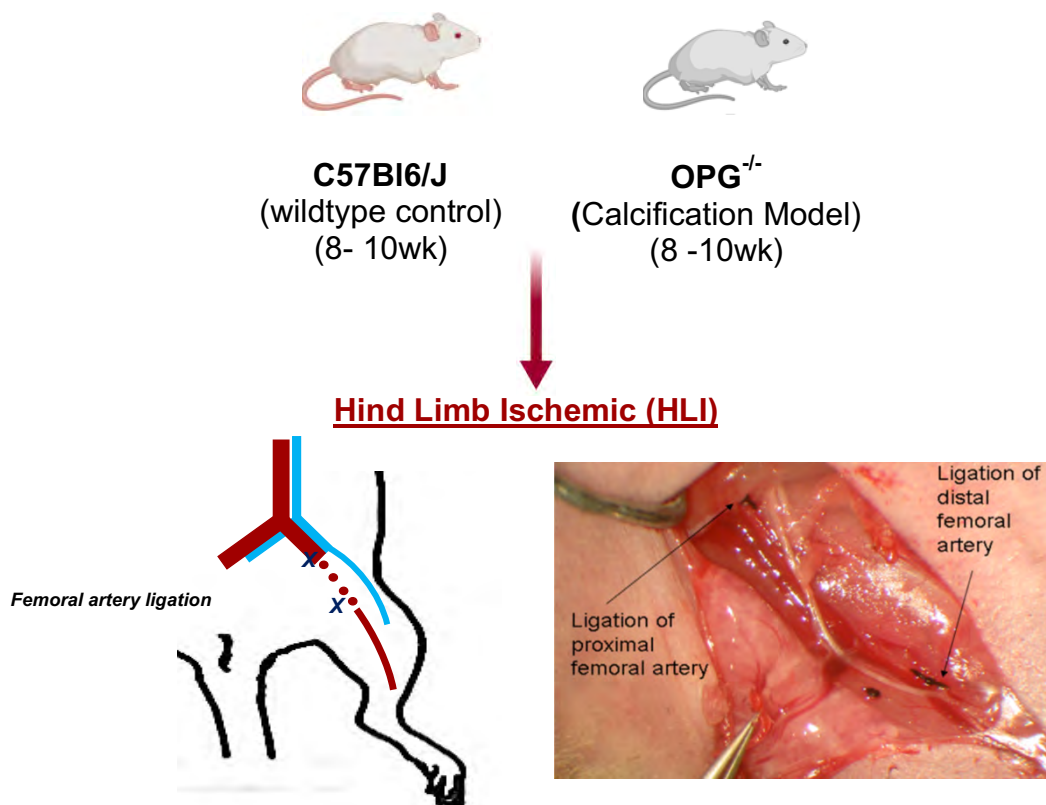 C57Bl6/J
(wildtype control)
(8- 10wk)
OPG-/-
(Calcification Model)
(8 -10wk)
Hind Limb Ischemic (HLI)
Femoral artery ligation
x
x
Ligation of
proximal
femoral artery
Ligation of
distal
femoral
artery